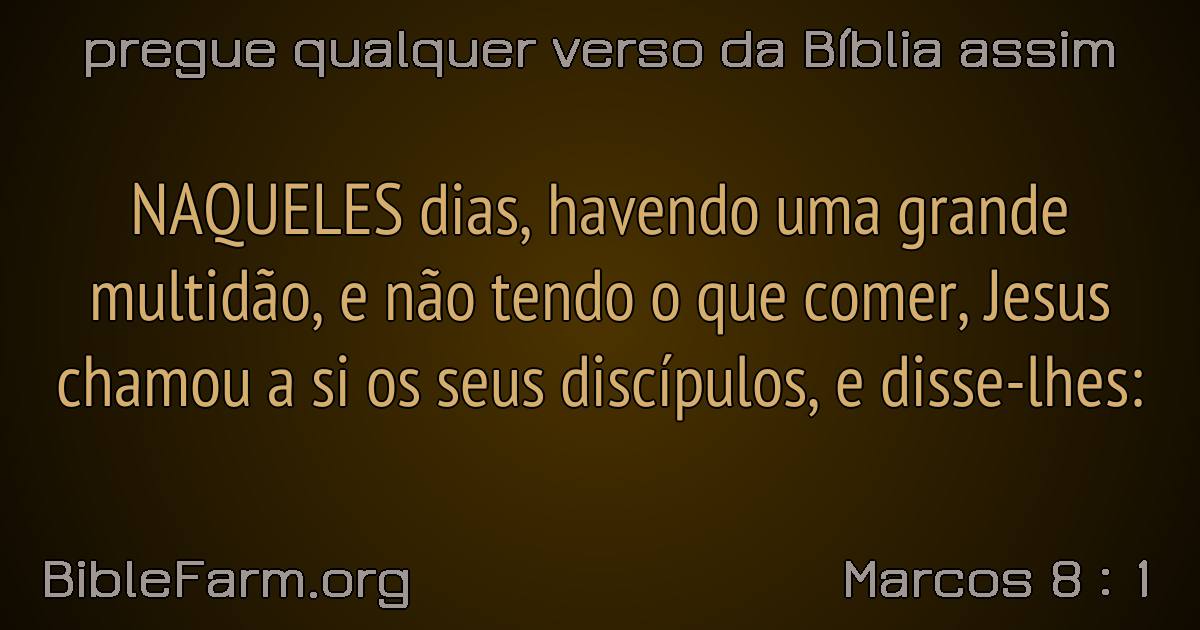 pregue qualquer verso da Bíblia assim
NAQUELES dias, havendo uma grande
multidão, e não tendo o que comer, Jesus
chamou a si os seus discípulos, e disse-lhes:
BibleFarm.org
Marcos 8 : 1